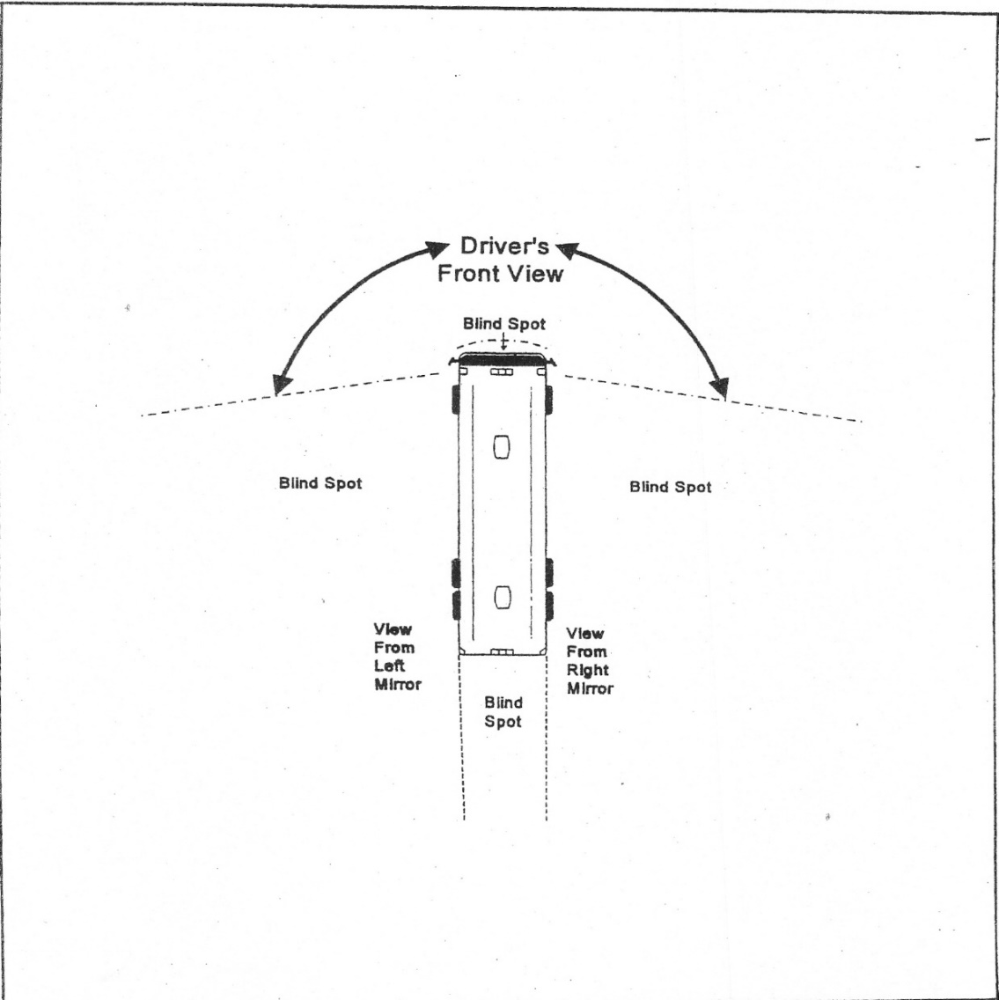 Driver's
Front View
Blind Spot
Blind Spot
Blind Spot
View
From
Left
Mirror
View
From
Right
Mirror
Blind
Spot